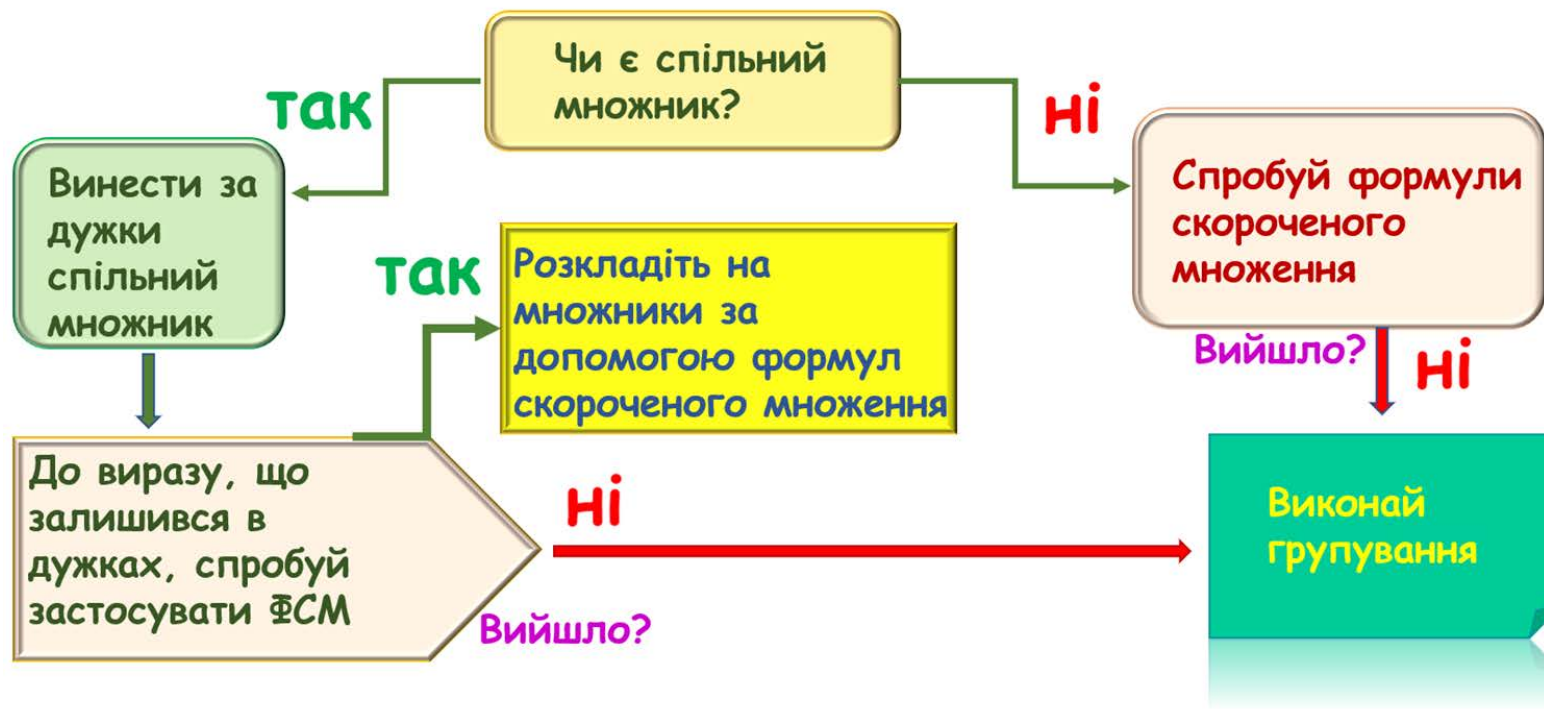 Чи є спільний
множник?
так
ні
Винести за
дужки
спільний
множник
Спробуй формули
скороченого
множення
так
Розкладіть на
множники за
допомогою формул
скороченого множення
Вийшло?
ні
До виразу, що
залишився в
дужках, спробуй
застосувати ФСМ
ні
Вийшло?
Виконай
групування